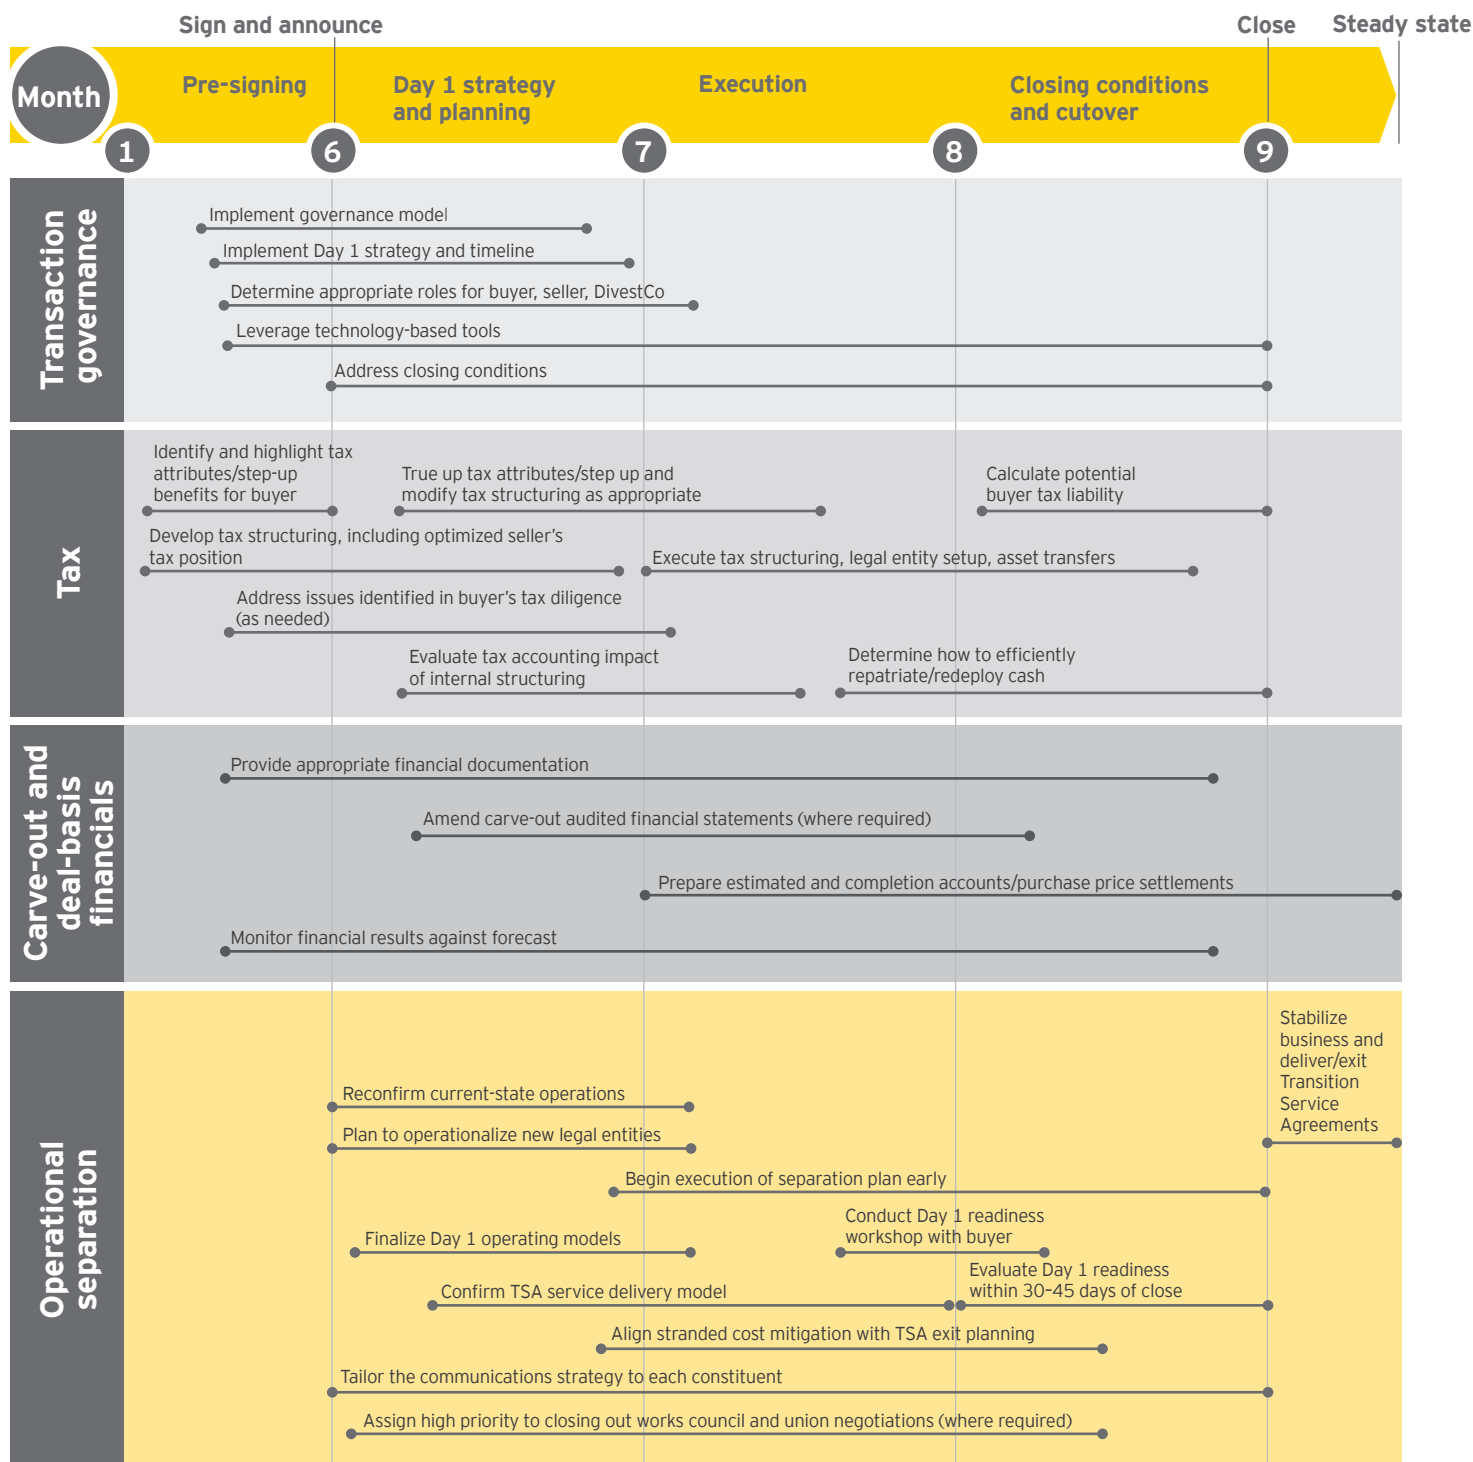 Sign and announce
Close
Steady state
Month
Pre-signing
Day 1 strategy
and planning
Execution
Closing conditions
and cutover
1
6
7
8
9
Transaction
governance
Implement governance model
Implement Day 1 strategy and timeline
Determine appropriate roles for buyer, seller, DivestCo
Leverage technology-based tools
Address closing conditions
Tax
Identify and highlight tax
attributes/step-up
benefits for buyer
True up tax attributes/step up and
modify tax structuring as appropriate
Calculate potential
buyer tax liability
Develop tax structuring, including optimized seller’s
tax position
Execute tax structuring, legal entity setup, asset transfers
Address issues identified in buyer’s tax diligence
(as needed)
Evaluate tax accounting impact
of internal structuring
Determine how to efficiently
repatriate/redeploy cash
Carve-out and
deal-basis
financials
Provide appropriate financial documentation
Amend carve-out audited financial statements (where required)
Prepare estimated and completion accounts/purchase price settlements
Monitor financial results against forecast
Operational
separation
Stabilize
business and
deliver/exit
Transition
Service
Agreements
Reconfirm current-state operations
Plan to operationalize new legal entities
Begin execution of separation plan early
Finalize Day 1 operating models
Conduct Day 1 readiness
workshop with buyer
Confirm TSA service delivery model
Evaluate Day 1 readiness
within 30–45 days of close
Align stranded cost mitigation with TSA exit planning
Tailor the communications strategy to each constituent
Assign high priority to closing out works council and union negotiations (where required)